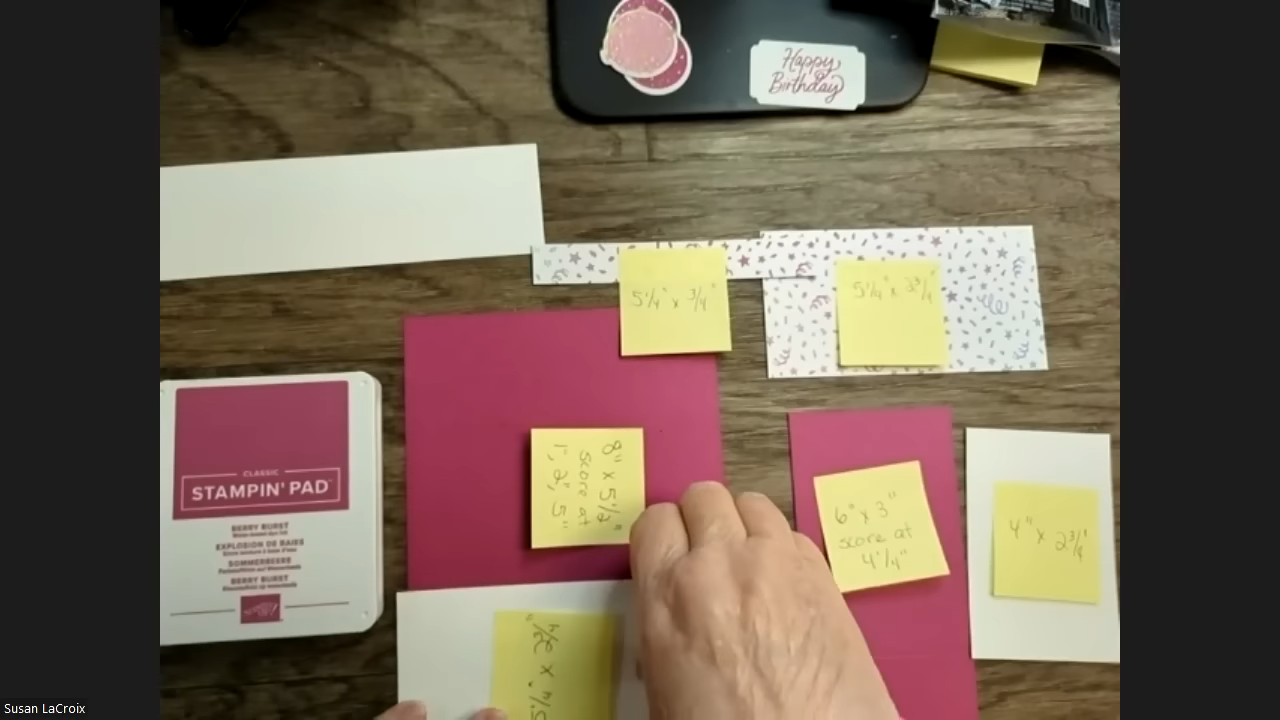 Happy
Birthday
5 1/4" x 3/4"
5 1/4" x 3 3/4"
8" x 5 1/2"
score at
1", 2", 5"
6" x 3"
score at
4 1/4"
4" x 2 3/4"
CLASSIC
STAMPIN' PAD™
BERRY BURST
EXPLOSION DE BAIES
SOMMERBEERE
BERRY BURST
Susan LaCroix